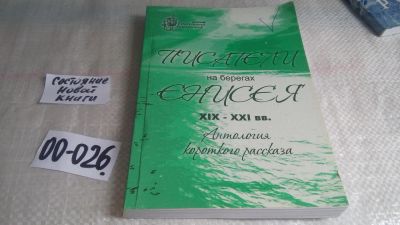 ПИСАТЕЛИ
на берегах
ЕНИСЕЯ
XIX - XXI вв.
Антология
короткого рассказа
Состояние
Новой
Книги
00-026